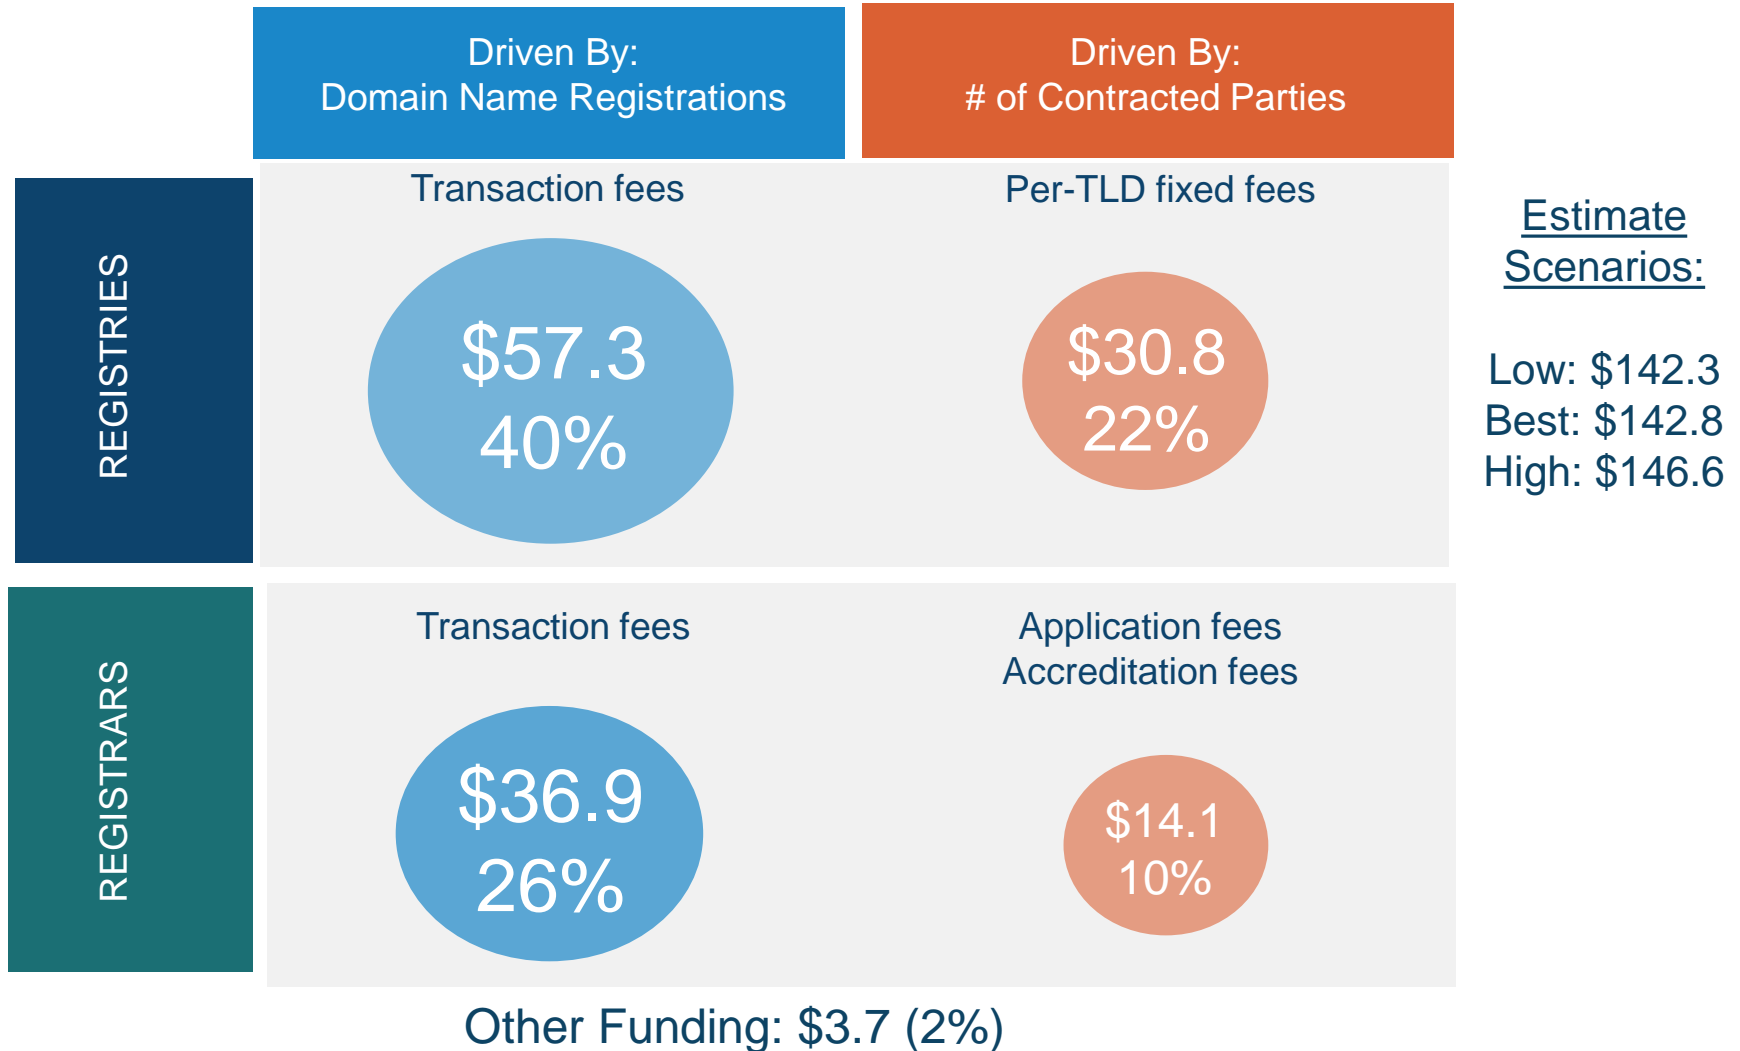 Driven By:
Domain Name Registrations
Driven By:
# of Contracted Parties
REGISTRIES
Transaction fees
$57.3
40%
Per-TLD fixed fees
$30.8
22%
Estimate
Scenarios:
Low: $142.3
Best: $142.8
High: $146.6
REGISTRARS
Transaction fees
$36.9
26%
Application fees
Accreditation fees
$14.1
10%
Other Funding: $3.7 (2%)